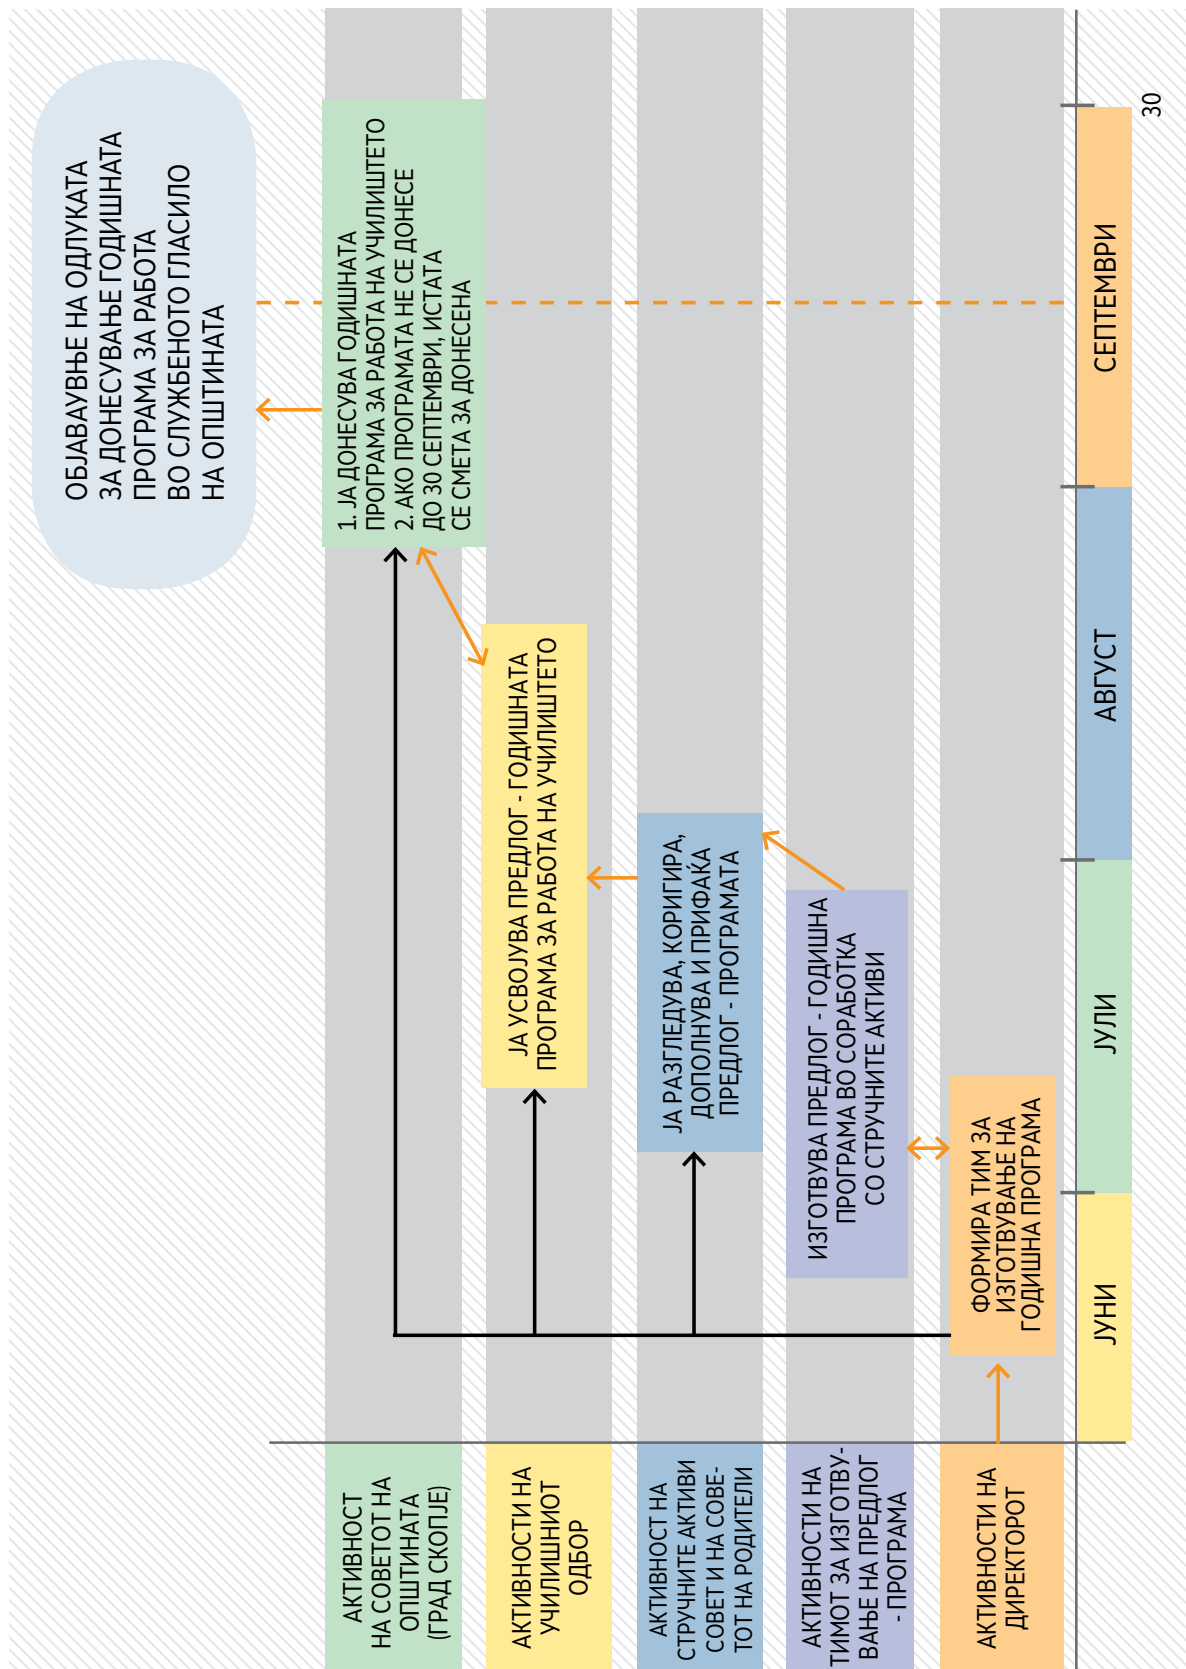 ОБЈАВАУВЊЕ НА ОДЛУКАТА
ЗА ДОНЕСУВАЊЕ ГОДИШНАТА
ПРОГРАМА ЗА РАБОТА
ВО СЛУЖБЕНОТО ГЛАСИЛО
НА ОПШТИНАТА
АКТИВНОСТ
НА СОВЕТОТ НА
ОПШТИНАТА
(ГРАД СКОПЈЕ)
1. ЈА ДОНЕСУВА ГОДИШНАТА
ПРОГРАМА ЗА РАБОТА НА УЧИЛИШТЕТО
2. АКО ПРОГРАМАТА НЕ СЕ ДОНЕСЕ
ДО 30 СЕПТЕМВРИ, ИСТАТА
СЕ СМЕТА ЗА ДОНЕСЕНА
АКТИВНОСТИ НА
УЧИЛИШНИОТ
ОДБОР
ЈА УСВОЈУВА ПРЕДЛОГ - ГОДИШНАТА
ПРОГРАМА ЗА РАБОТА НА УЧИЛИШТЕТО
АКТИВНОСТ НА
СТРУЧНИТЕ АКТИВИ
СОВЕТ И НА СОВЕ-
ТОТ НА РОДИТЕЛИ
ЈА РАЗГЛЕДУВА, КОРИГИРА,
ДОПОЛНУВА И ПРИФАЌА
ПРЕДЛОГ - ПРОГРАМАТА
АКТИВНОСТИ НА
ТИМОТ ЗА ИЗГОТВУ-
ВАЊЕ НА ПРЕДЛОГ
- ПРОГРАМА
ИЗГОТВУВА ПРЕДЛОГ - ГОДИШНА
ПРОГРАМА ВО СОРАБОТКА
СО СТРУЧНИТЕ АКТИВИ
АКТИВНОСТИ НА
ДИРЕКТОРОТ
ФОРМИРА ТИМ ЗА
ИЗГОТВУВАЊЕ НА
ГОДИШНА ПРОГРАМА
ЈУНИ
ЈУЛИ
АВГУСТ
СЕПТЕМВРИ
30